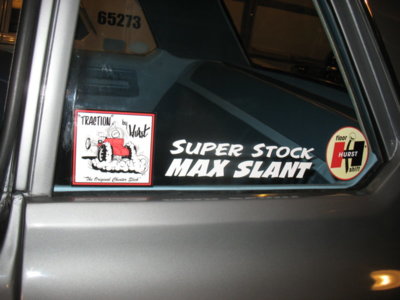 65273
"TRACTION"
by
Hurst
"The Original Cheater Slick"
SUPER STOCK
MAX SLANT
floor
HURST
shift